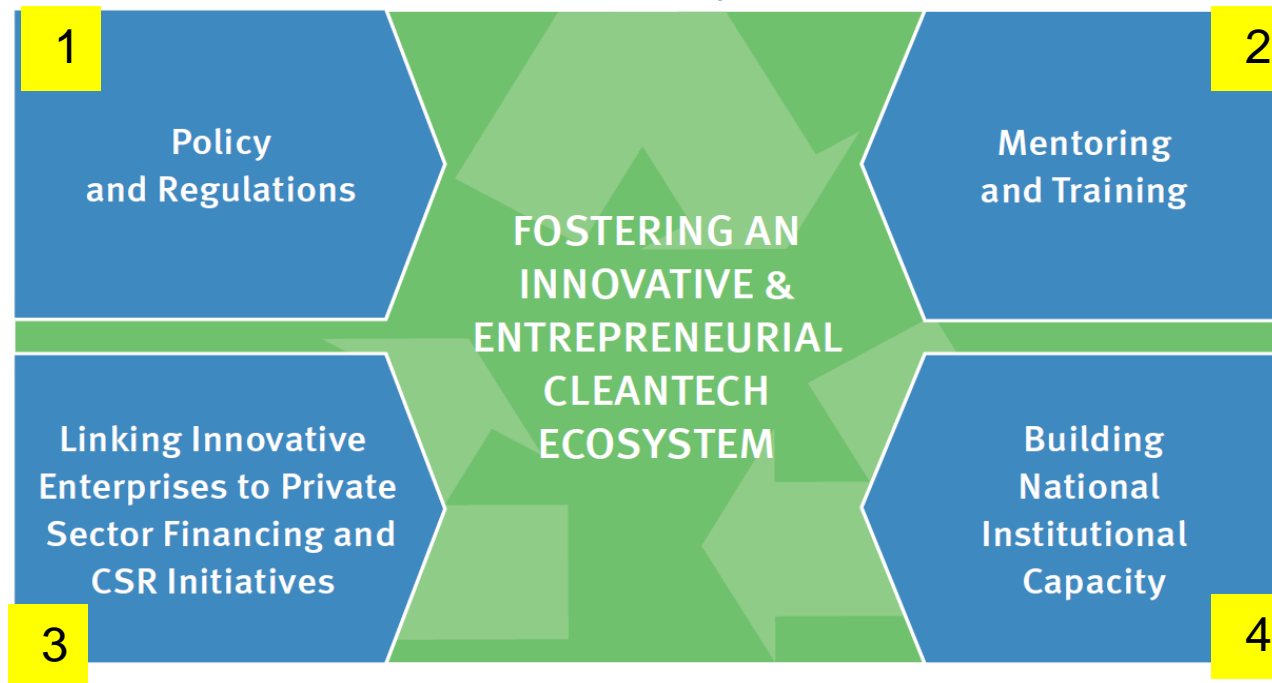 1
Policy
and Regulations
2
Mentoring
and Training
FOSTERING AN
INNOVATIVE &
ENTREPRENEURIAL
CLEANTECH
ECOSYSTEM
Linking Innovative
Enterprises to Private
Sector Financing and
CSR Initiatives
3
Building
National
Institutional
Capacity
4